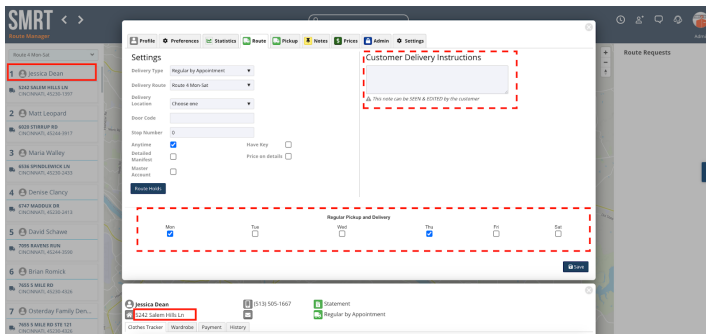 SMRT
Route Manager
Route 4 Mon-Sat
1 Jessica Dean
5242 SALEM HILLS LN
CINCINNATI, 45230-1397
2 Matt Leopard
6020 STIRRUP RD
CINCINNATI, 45244-3917
3 Maria Walley
6636 SPINDLEWICK LN
CINCINNATI, 45230-2422
4 Denise Clancy
6747 MADDUX DR
CINCINNATI, 45230-2413
5 David Schawe
7095 RAVENS RUN
CINCINNATI, 45244-3559
6 Brian Romick
7655 5 MILE RD
CINCINNATI, 45230-4326
7 Osterday Family Den...
7655 5 MILE RD STE 121
CINCINNATI, 45230-4326
Profile Preferences Statistics Route Pickup Notes Prices Admin Settings
Settings
Delivery Type Regular by Appointment
Delivery Route Route 4 Mon-Sat
Delivery Location Choose one
Door Code
Stop Number 0
Anytime Have Key
Detailed Manifest Price on details
Master Account
Route Holds
Customer Delivery Instructions
This note can be SEEN & EDITED by the customer
Regular Pickup and Delivery
Mon Tue Wed Thu Fri Sat
Save
Jessica Dean (513) 505-1667 Statement
5242 Salem Hills Ln Regular by Appointment
Clothes Tracker Wardrobe Payment History
+
-
Route Requests